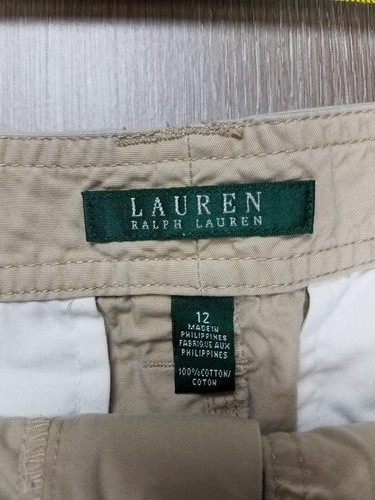 LAUREN
RALPH LAUREN
12
MADE IN
PHILIPPINES
FABRIQUE AUX
PHILIPPINES
100% COTTON/
COTON